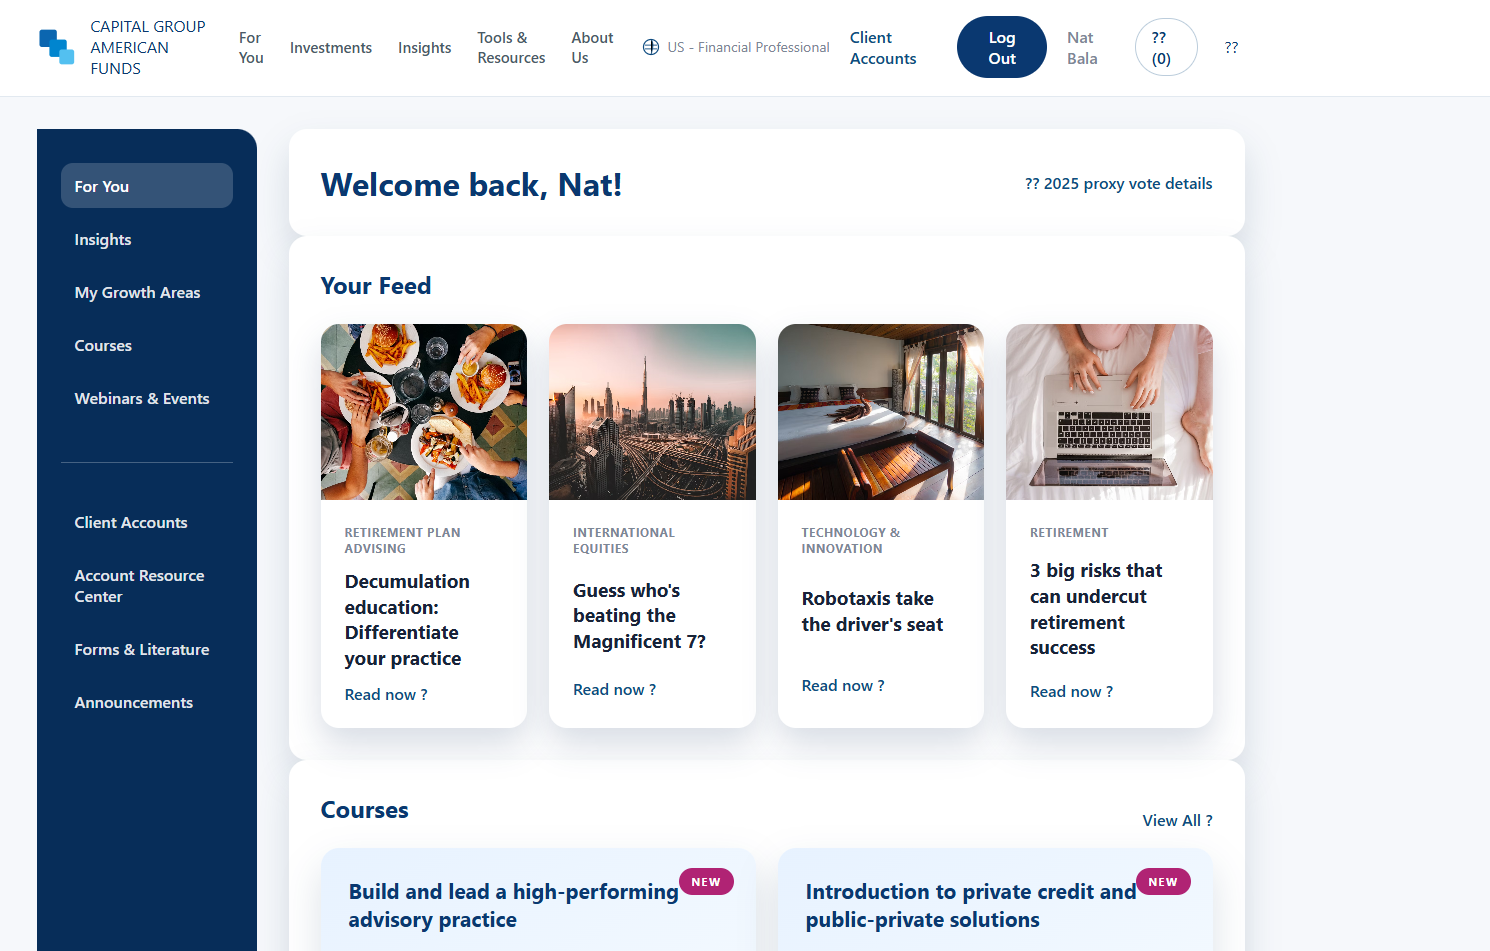 CAPITAL GROUP
AMERICAN
FUNDS
For
You
Investments
Insights
Tools &
Resources
About
Us
US - Financial Professional
Client
Accounts
Log
Out
Nat
Bala
??
(0)
??
For You
Insights
My Growth Areas
Courses
Webinars & Events
Client Accounts
Account Resource
Center
Forms & Literature
Announcements
Welcome back, Nat!
?? 2025 proxy vote details
Your Feed
RETIREMENT PLAN
ADVISING
Decumulation
education:
Differentiate
your practice
Read now ?
INTERNATIONAL
EQUITIES
Guess who's
beating the
Magnificent 7?
Read now ?
TECHNOLOGY &
INNOVATION
Robotaxis take
the driver's seat
Read now ?
RETIREMENT
3 big risks that
can undercut
retirement
success
Read now ?
Courses
View All ?
Build and lead a high-performing
advisory practice
NEW
Introduction to private credit and
public-private solutions
NEW